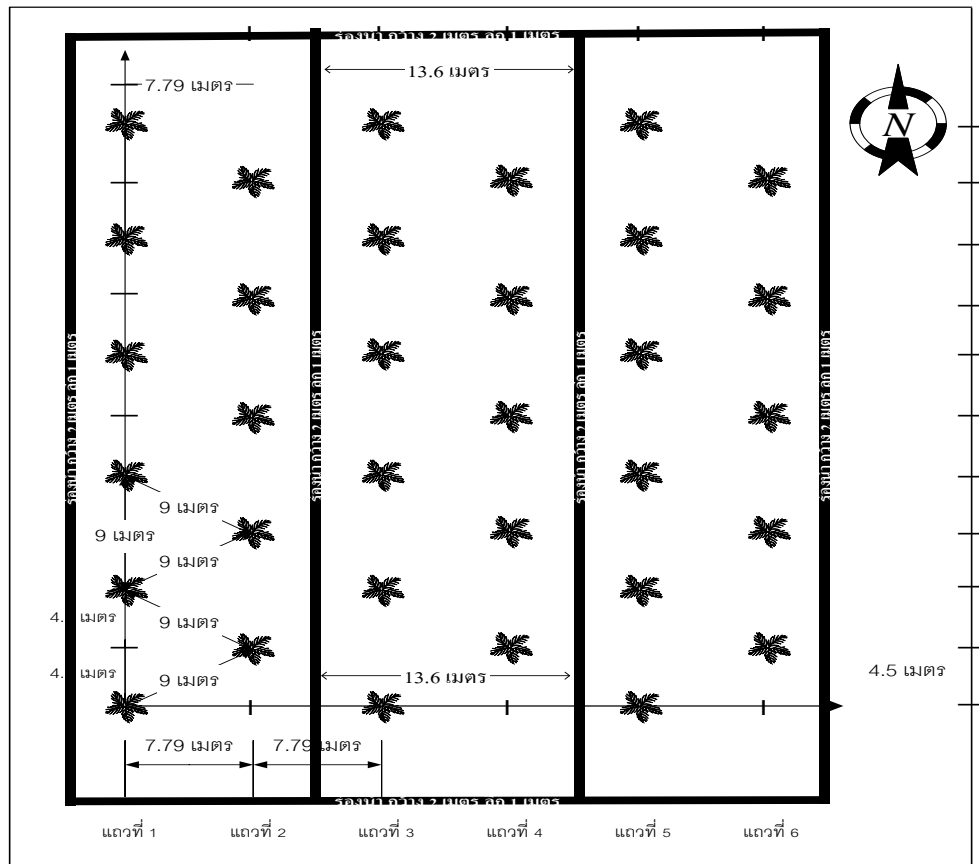 ร่องน้ำ กว้าง 2 เมตร ลึก 1 เมตร
13.6 เมตร
7.79 เมตร
N
ร่องน้ำ กว้าง 2 เมตร ลึก 1 เมตร
ร่องน้ำ กว้าง 2 เมตร ลึก 1 เมตร
ร่องน้ำ กว้าง 2 เมตร ลึก 1 เมตร
ร่องน้ำ กว้าง 2 เมตร ลึก 1 เมตร
9 เมตร
9 เมตร
9 เมตร
เมตร
9 เมตร
เมตร
9 เมตร
13.6 เมตร
4.5 เมตร
7.79 เมตร
7.79 เมตร
ร่องน้ำ กว้าง 2 เมตร ลึก 1 เมตร
แถวที่ 1
แถวที่ 2
แถวที่ 3
แถวที่ 4
แถวที่ 5
แถวที่ 6